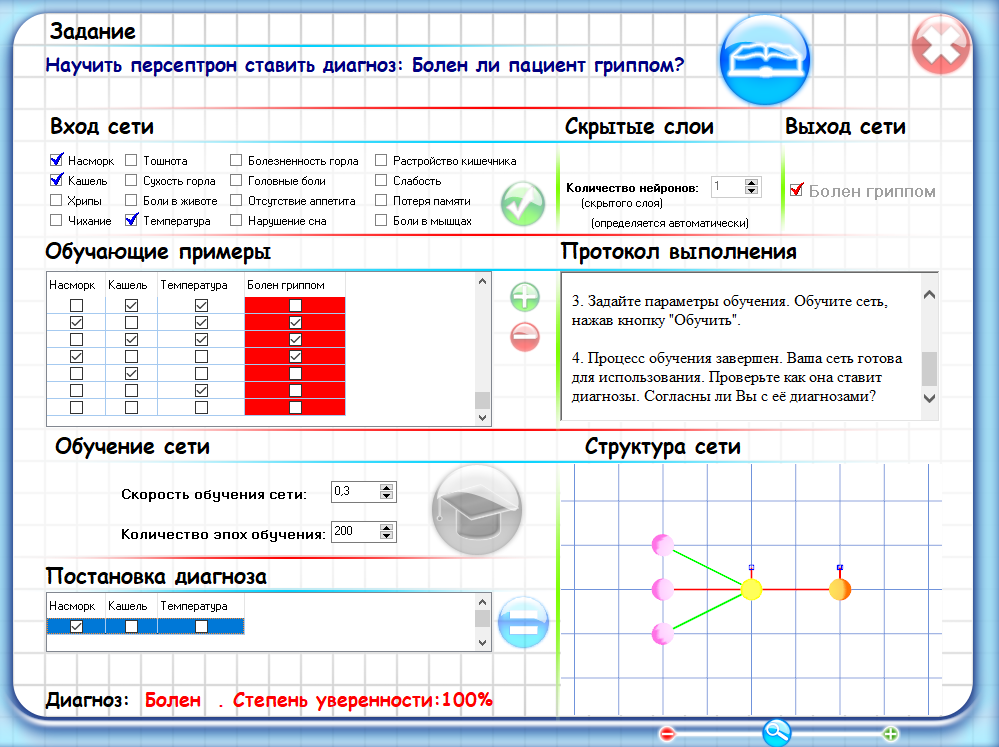 Задание
Научить персептрон ставить диагноз: Болен ли пациент гриппом?
Вход сети
Скрытые слои
Выход сети
Насморк
Тошнота
Болезненность горла
Растройство кишечника
Кашель
Сухость горла
Головные боли
Слабость
Хрипы
Боли в животе
Отсутствие аппетита
Потеря памяти
Чихание
Температура
Нарушение сна
Боли в мышцах
Количество нейронов:
1
(скрытого слоя)
(определяется автоматически)
Болен гриппом
Обучающие примеры
Протокол выполнения
Насморк Кашель Температура Болен гриппом
3. Задайте параметры обучения. Обучите сеть,
нажав кнопку "Обучить".
4. Процесс обучения завершен. Ваша сеть готова
для использования. Проверьте как она ставит
диагнозы. Согласны ли Вы с её диагнозами?
Обучение сети
Структура сети
Скорость обучения сети: 0,3
Количество эпох обучения: 200
Постановка диагноза
Насморк Кашель Температура
Диагноз: Болен . Степень уверенности:100%